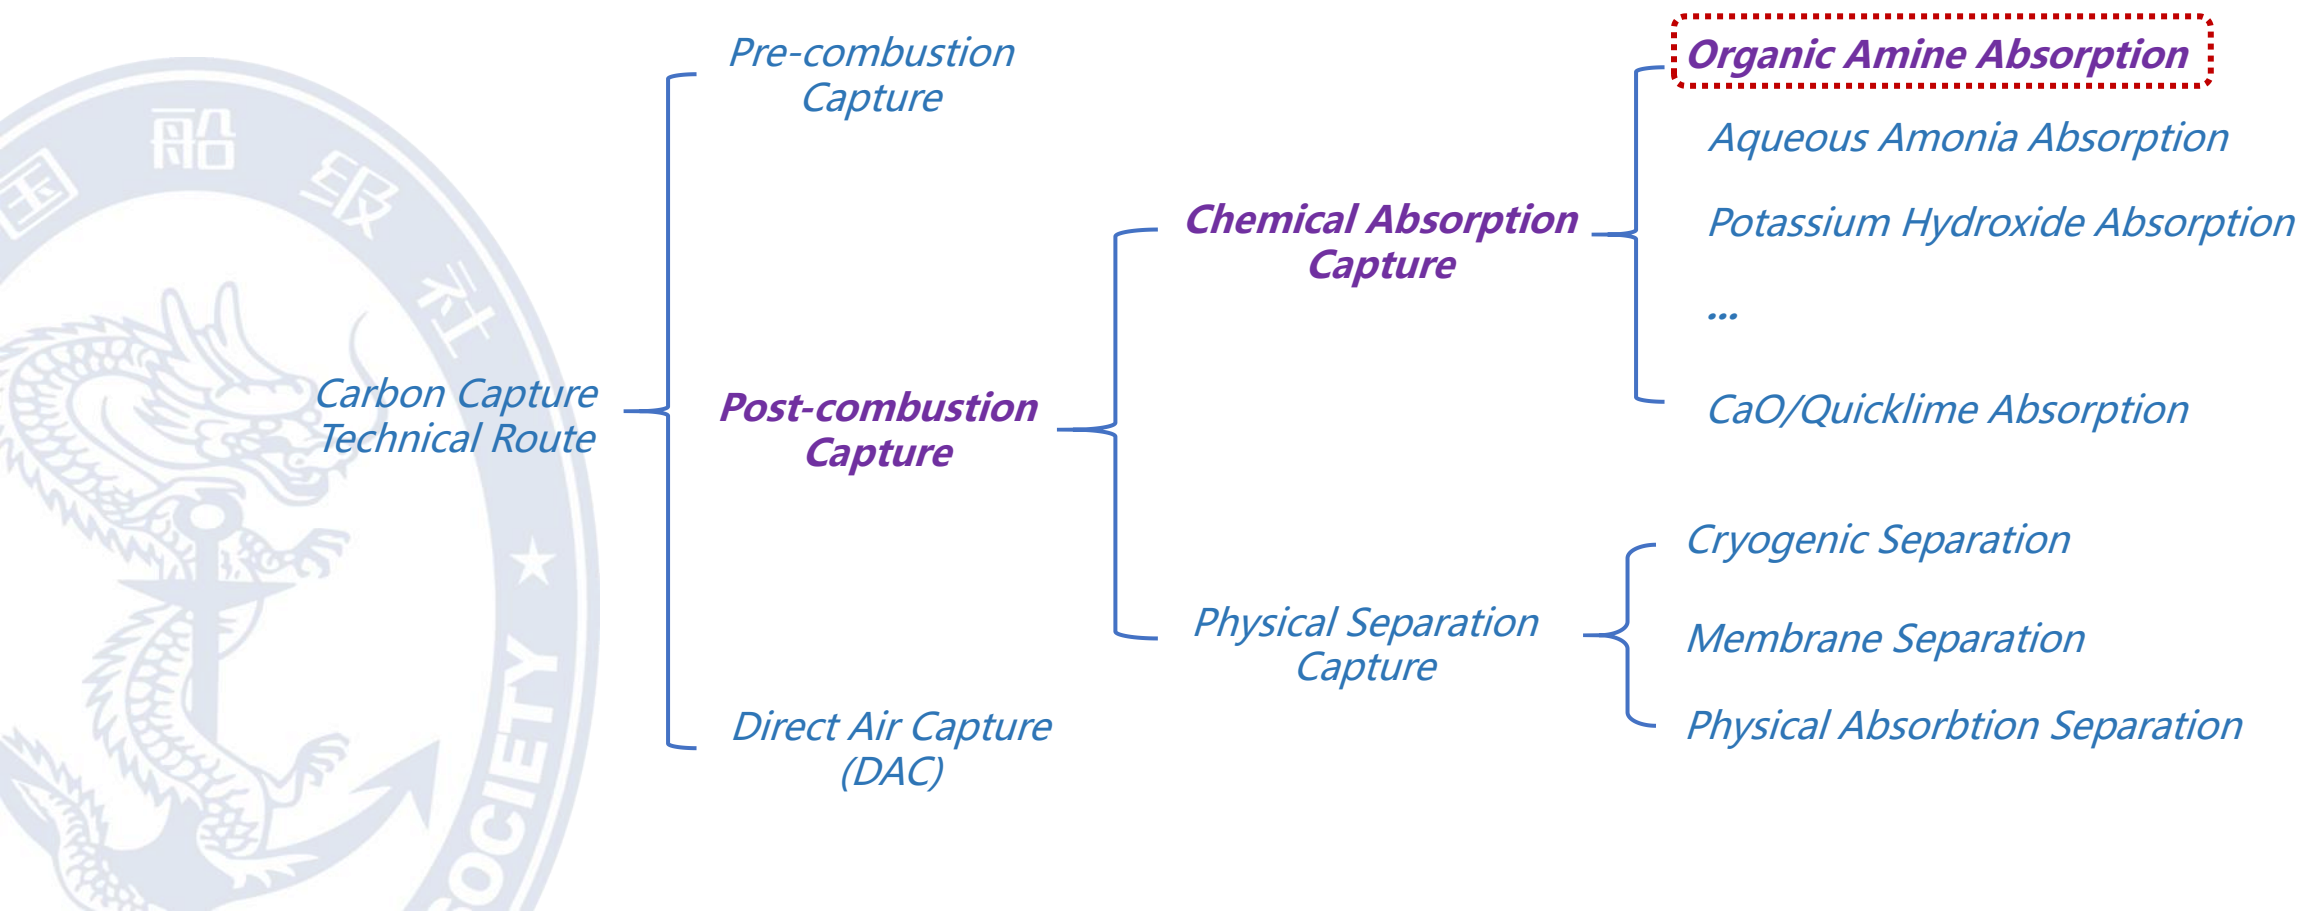 Pre-combustion
Capture
Organic Amine Absorption
Aqueous Amonia Absorption
Chemical Absorption
Capture
Potassium Hydroxide Absorption
...
Carbon Capture
Technical Route
Post-combustion
Capture
CaO/Quicklime Absorption
Cryogenic Separation
Physical Separation
Capture
Membrane Separation
Direct Air Capture
(DAC)
Physical Absorbtion Separation
国船级社
SOCIETY